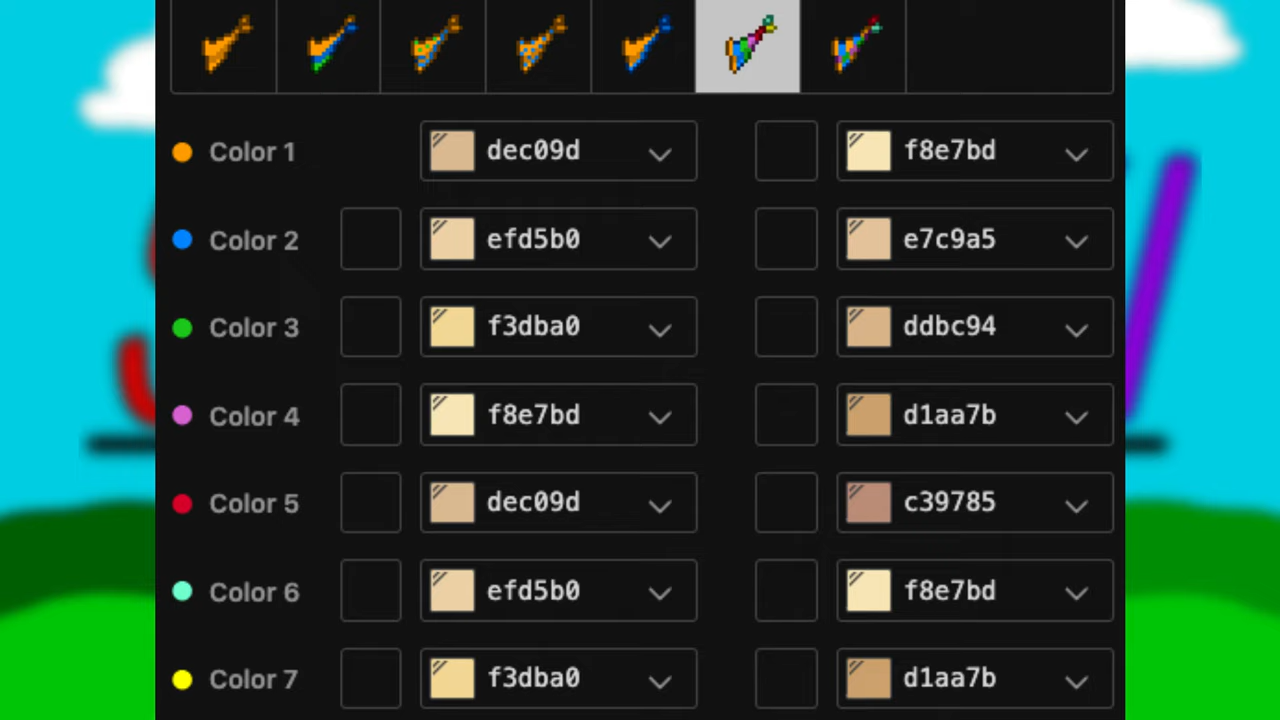 Color 1 dec09d f8e7bd
Color 2 efd5b0 e7c9a5
Color 3 f3dba0 ddbc94
Color 4 f8e7bd d1aa7b
Color 5 dec09d c39785
Color 6 efd5b0 f8e7bd
Color 7 f3dba0 d1aa7b